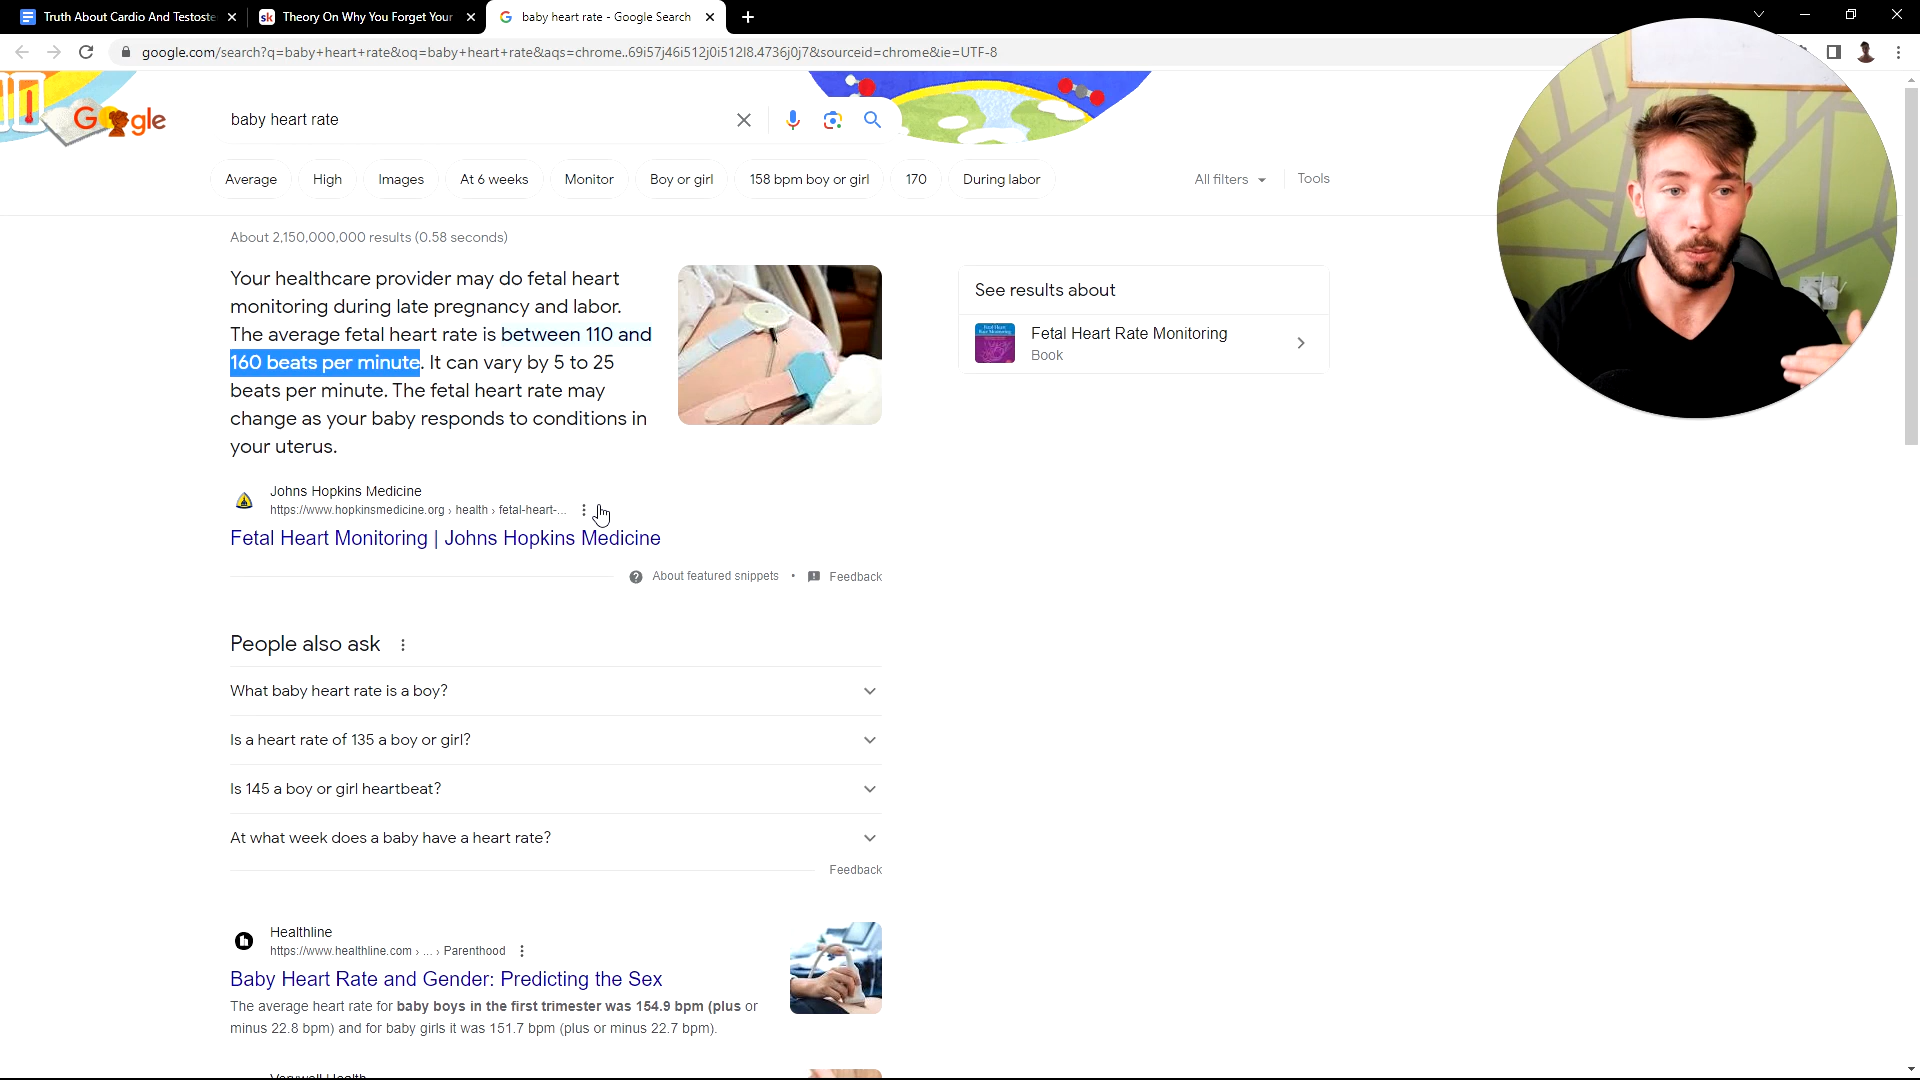 Truth About Cardio And Testoste
Theory On Why You Forget Your
baby heart rate - Google Search
google.com/search?q=baby+heart+rate&oq=baby+heart+rate&aqs=chrome..69i57j46i512j0i512l8.4736j0j7&sourceid=chrome&ie=UTF-8
Google
baby heart rate
Average
High
Images
At 6 weeks
Monitor
Boy or girl
158 bpm boy or girl
170
During labor
All filters
Tools
About 2,150,000,000 results (0.58 seconds)
Your healthcare provider may do fetal heart
monitoring during late pregnancy and labor.
The average fetal heart rate is between 110 and
160 beats per minute. It can vary by 5 to 25
beats per minute. The fetal heart rate may
change as your baby responds to conditions in
your uterus.
See results about
Fetal Heart Rate Monitoring
Book
Johns Hopkins Medicine
https://www.hopkinsmedicine.org › health › fetal-heart-...
Fetal Heart Monitoring | Johns Hopkins Medicine
About featured snippets • Feedback
People also ask
What baby heart rate is a boy?
Is a heart rate of 135 a boy or girl?
Is 145 a boy or girl heartbeat?
At what week does a baby have a heart rate?
Feedback
Healthline
https://www.healthline.com › ... › Parenthood
Baby Heart Rate and Gender: Predicting the Sex
The average heart rate for baby boys in the first trimester was 154.9 bpm (plus or
minus 22.8 bpm) and for baby girls it was 151.7 bpm (plus or minus 22.7 bpm).